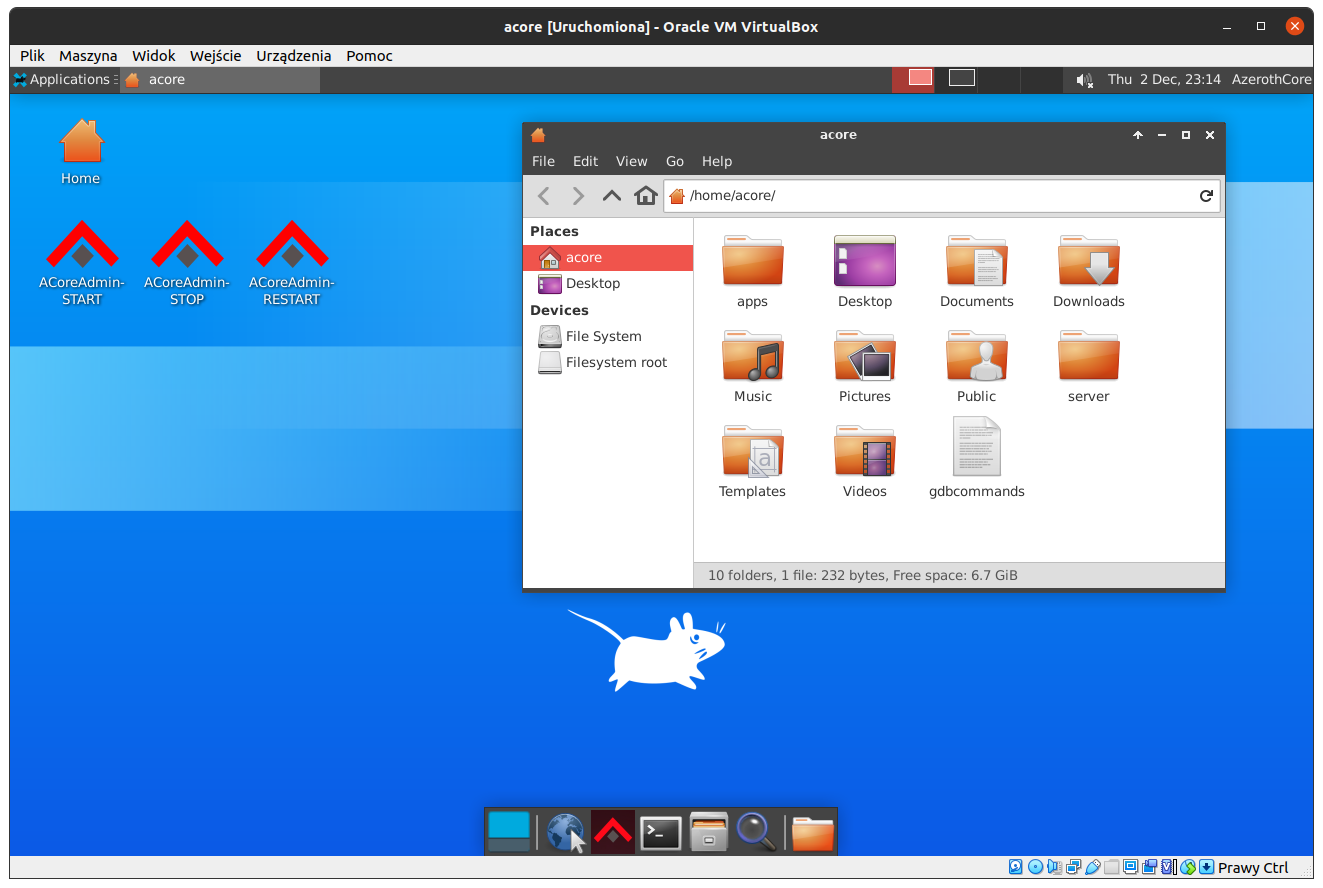 acore [Uruchomiona] - Oracle VM VirtualBox
Plik Maszyna Widok Wejście Urządzenia Pomoc
Applications acore Thu 2 Dec, 23:14 AzerothCore
Home
ACoreAdmin-
START
ACoreAdmin-
STOP
ACoreAdmin-
RESTART
acore
File Edit View Go Help
/home/acore/
Places
acore
Desktop
Devices
File System
Filesystem root
apps Desktop Documents Downloads
Music Pictures Public server
Templates Videos gdbcommands
10 folders, 1 file: 232 bytes, Free space: 6.7 GiB
Prawy Ctrl